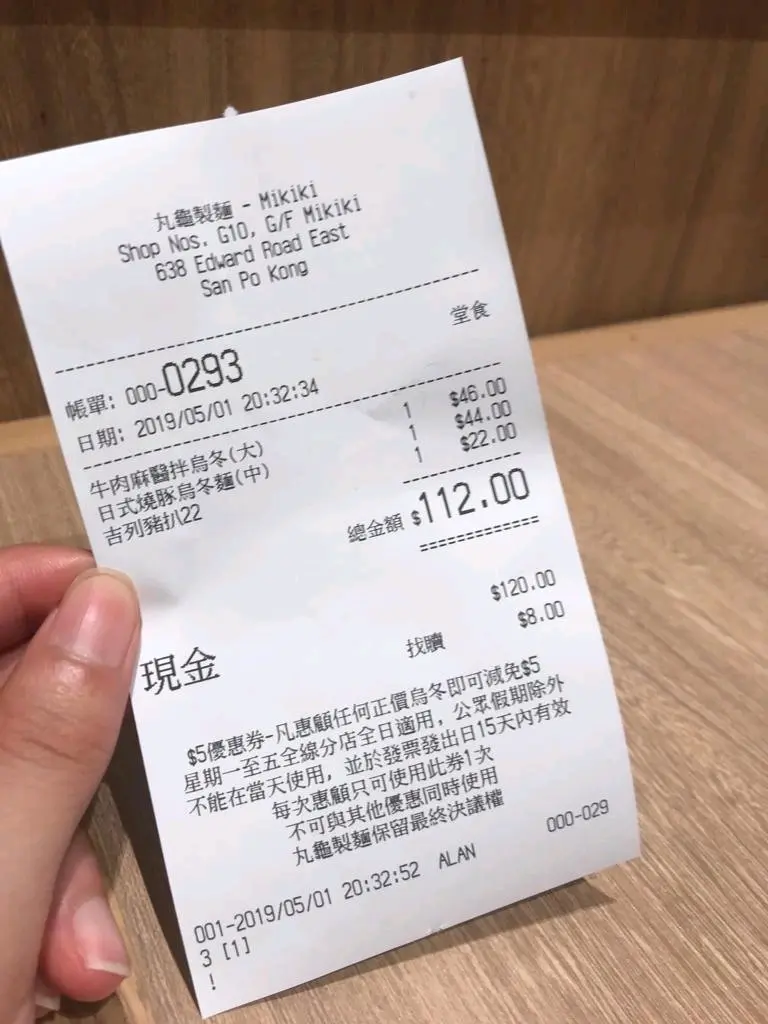 丸龜製麵 - Mikiki
Shop Nos. G10, G/F Mikiki
638 Edward Road East
San Po Kong
堂食
帳單: 000-0293
日期: 2019/05/01 20:32:34
牛肉麻醬拌烏冬(大) 1 $46.00
日式燒豚烏冬麵(中) 1 $44.00
吉列豬扒22 1 $22.00
總金額 $112.00
$120.00
現金 找贖 $8.00
$5優惠券-凡惠顧任何正價烏冬即可減免$5
星期一至五全線分店全日適用, 公眾假期除外
不能在當天使用, 並於發票發出日15天內有效
每次惠顧只可使用此券1次
不可與其他優惠同時使用
丸龜製麵保留最終決議權
000-029
001-2019/05/01 20:32:52 ALAN
3 [1]
!